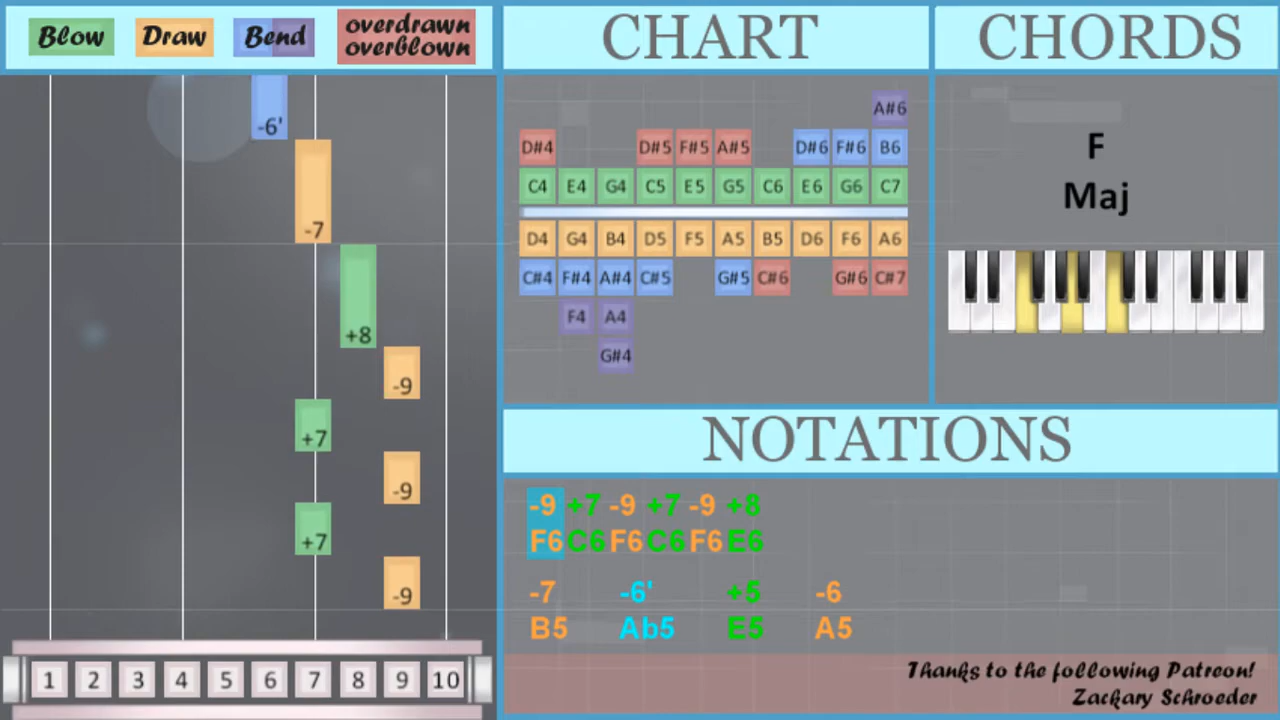 Blow Draw Bend overdrawn
overblown
CHART
CHORDS
-6'
-7
+8
-9
+7
-9
+7
-9
1 2 3 4 5 6 7 8 9 10
A#6
D#4 D#5 F#5 A#5 D#6 F#6 B6
C4 E4 G4 C5 E5 G5 C6 E6 G6 C7
D4 G4 B4 D5 F5 A5 B5 D6 F6 A6
C#4 F#4 A#4 C#5 G#5 C#6 G#6 C#7
F4 A4
G#4
F
Maj
NOTATIONS
-9 +7 -9 +7 -9 +8
F6 C6 F6 C6 F6 E6
-7 -6' +5 -6
B5 Ab5 E5 A5
Thanks to the following Patreon!
Zackary Schroeder